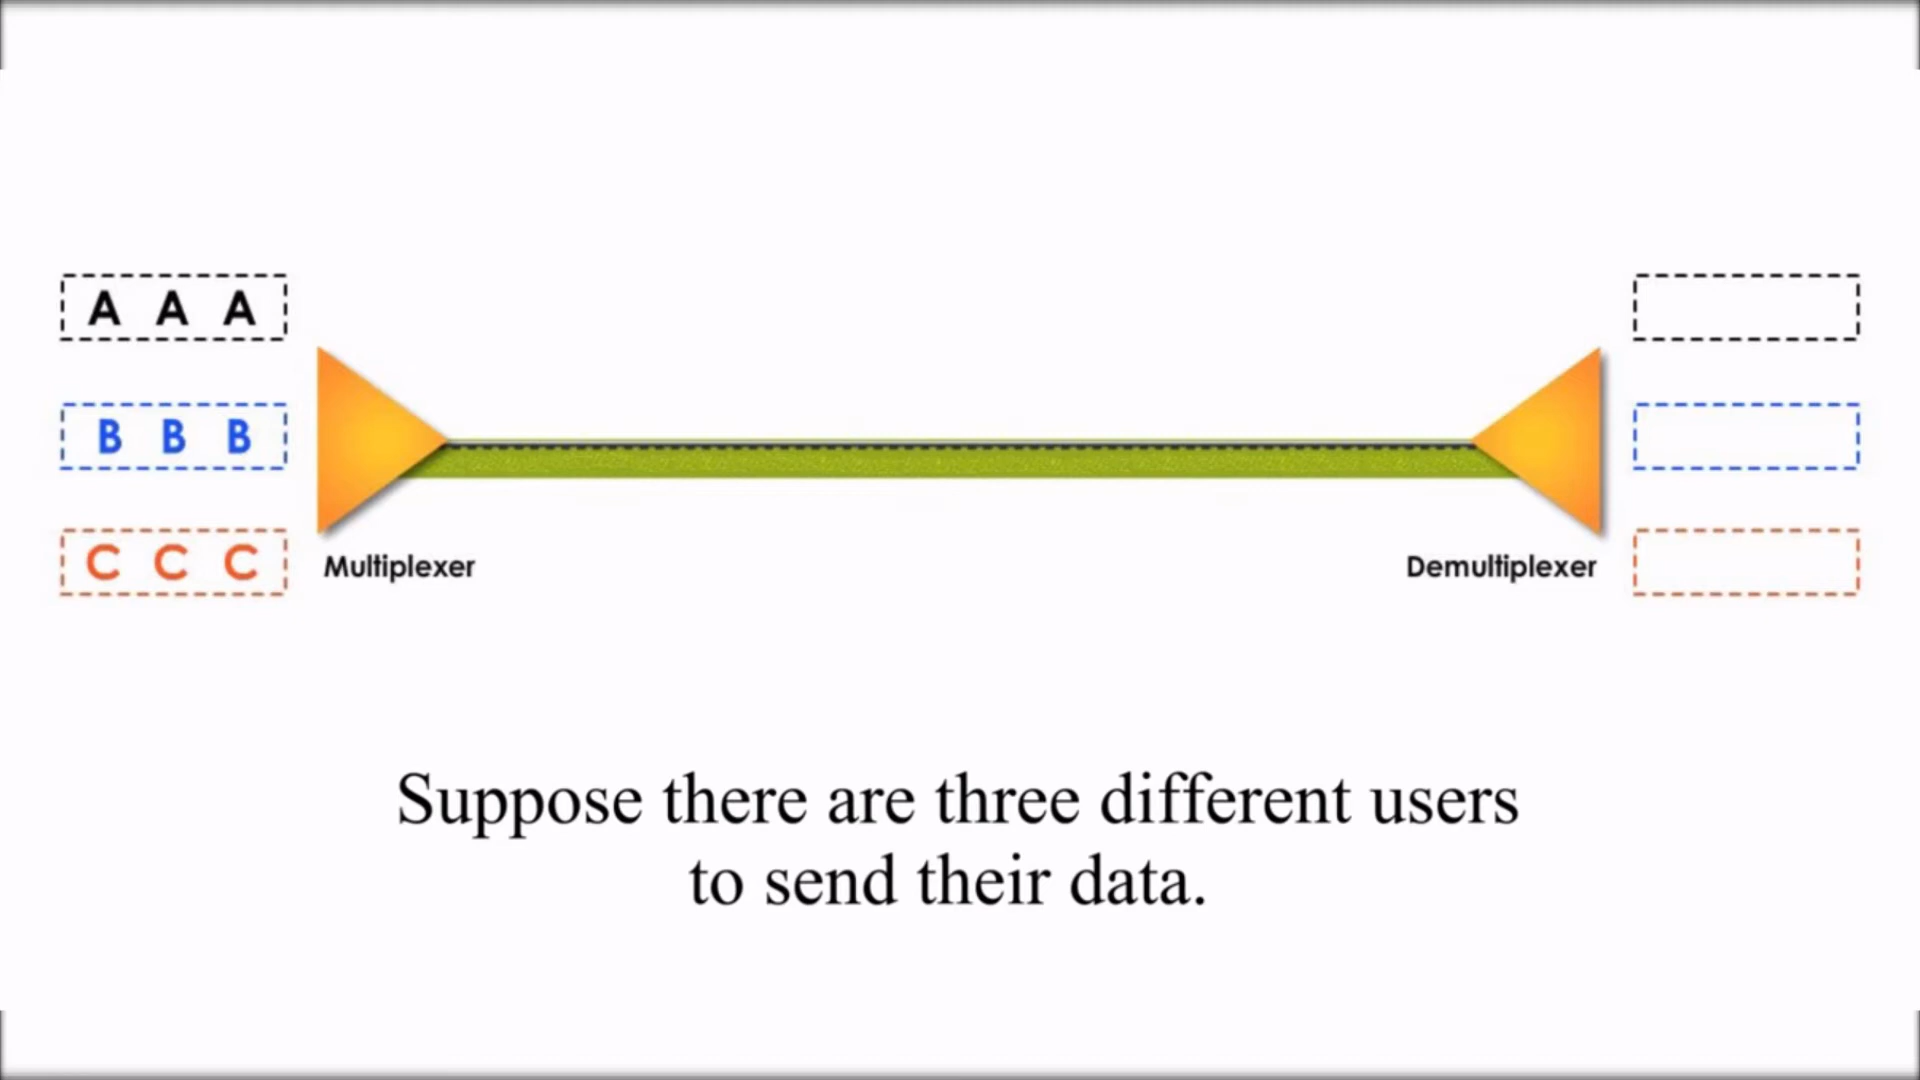 A A A
B B B
C C C
Multiplexer
Demultiplexer
Suppose there are three different users
to send their data.